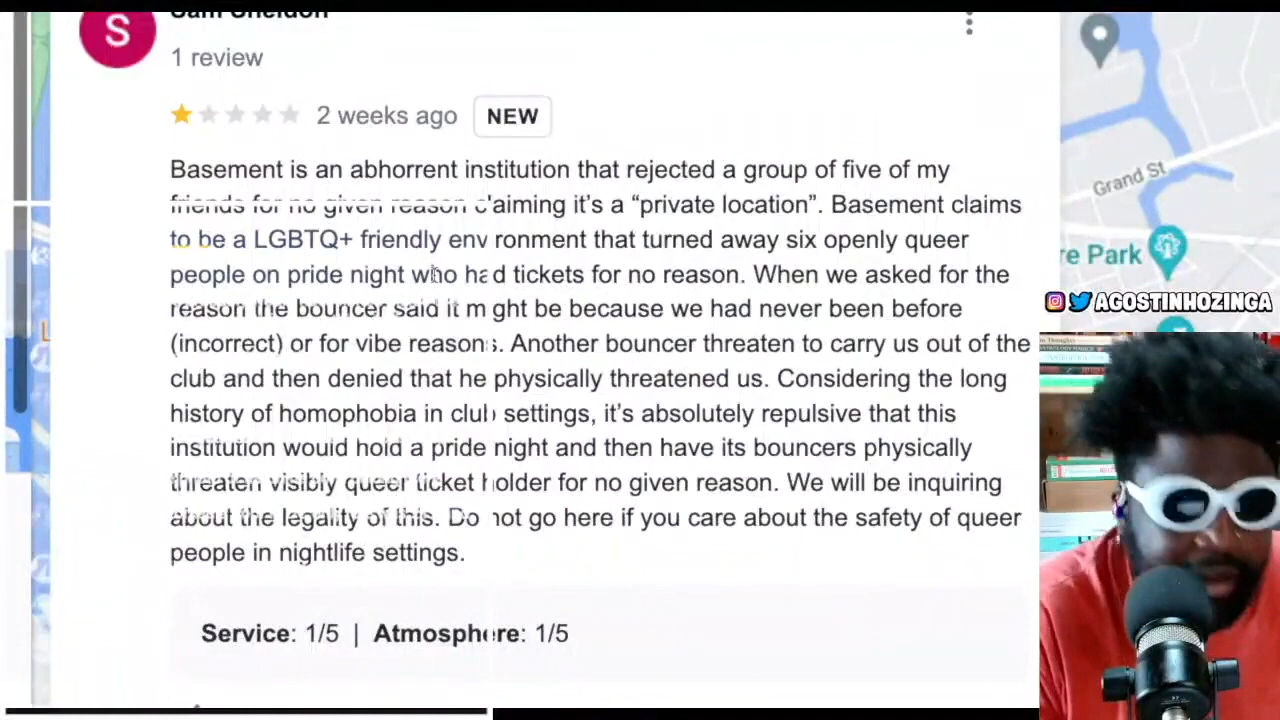 Sam Sheldon
S
1 review
2 weeks ago NEW
Basement is an abhorrent institution that rejected a group of five of my
friends for no given reason claiming it's a “private location”. Basement claims
to be a LGBTQ+ friendly environment that turned away six openly queer
people on pride night who had tickets for no reason. When we asked for the
reason the bouncer said it might be because we had never been before
(incorrect) or for vibe reasons. Another bouncer threaten to carry us out of the
club and then denied that he physically threatened us. Considering the long
history of homophobia in club settings, it's absolutely repulsive that this
institution would hold a pride night and then have its bouncers physically
threaten visibly queer ticket holder for no given reason. We will be inquiring
about the legality of this. Do not go here if you care about the safety of queer
people in nightlife settings.
Service: 1/5 | Atmosphere: 1/5
Grand St
re Park
AGOSTINHOZINGA